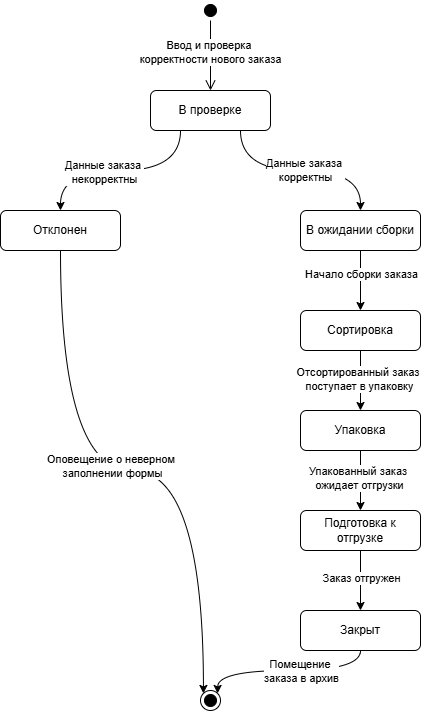 Ввод и проверка
корректности нового заказа
В проверке
Данные заказа
некорректны
Данные заказа
корректны
Отклонен
В ожидании сборки
Начало сборки заказа
Сортировка
Отсортированный заказ
поступает в упаковку
Упаковка
Оповещение о неверном
заполнении формы
Упакованный заказ
ожидает отгрузки
Подготовка к
отгрузке
Заказ отгружен
Закрыт
Помещение
заказа в архив